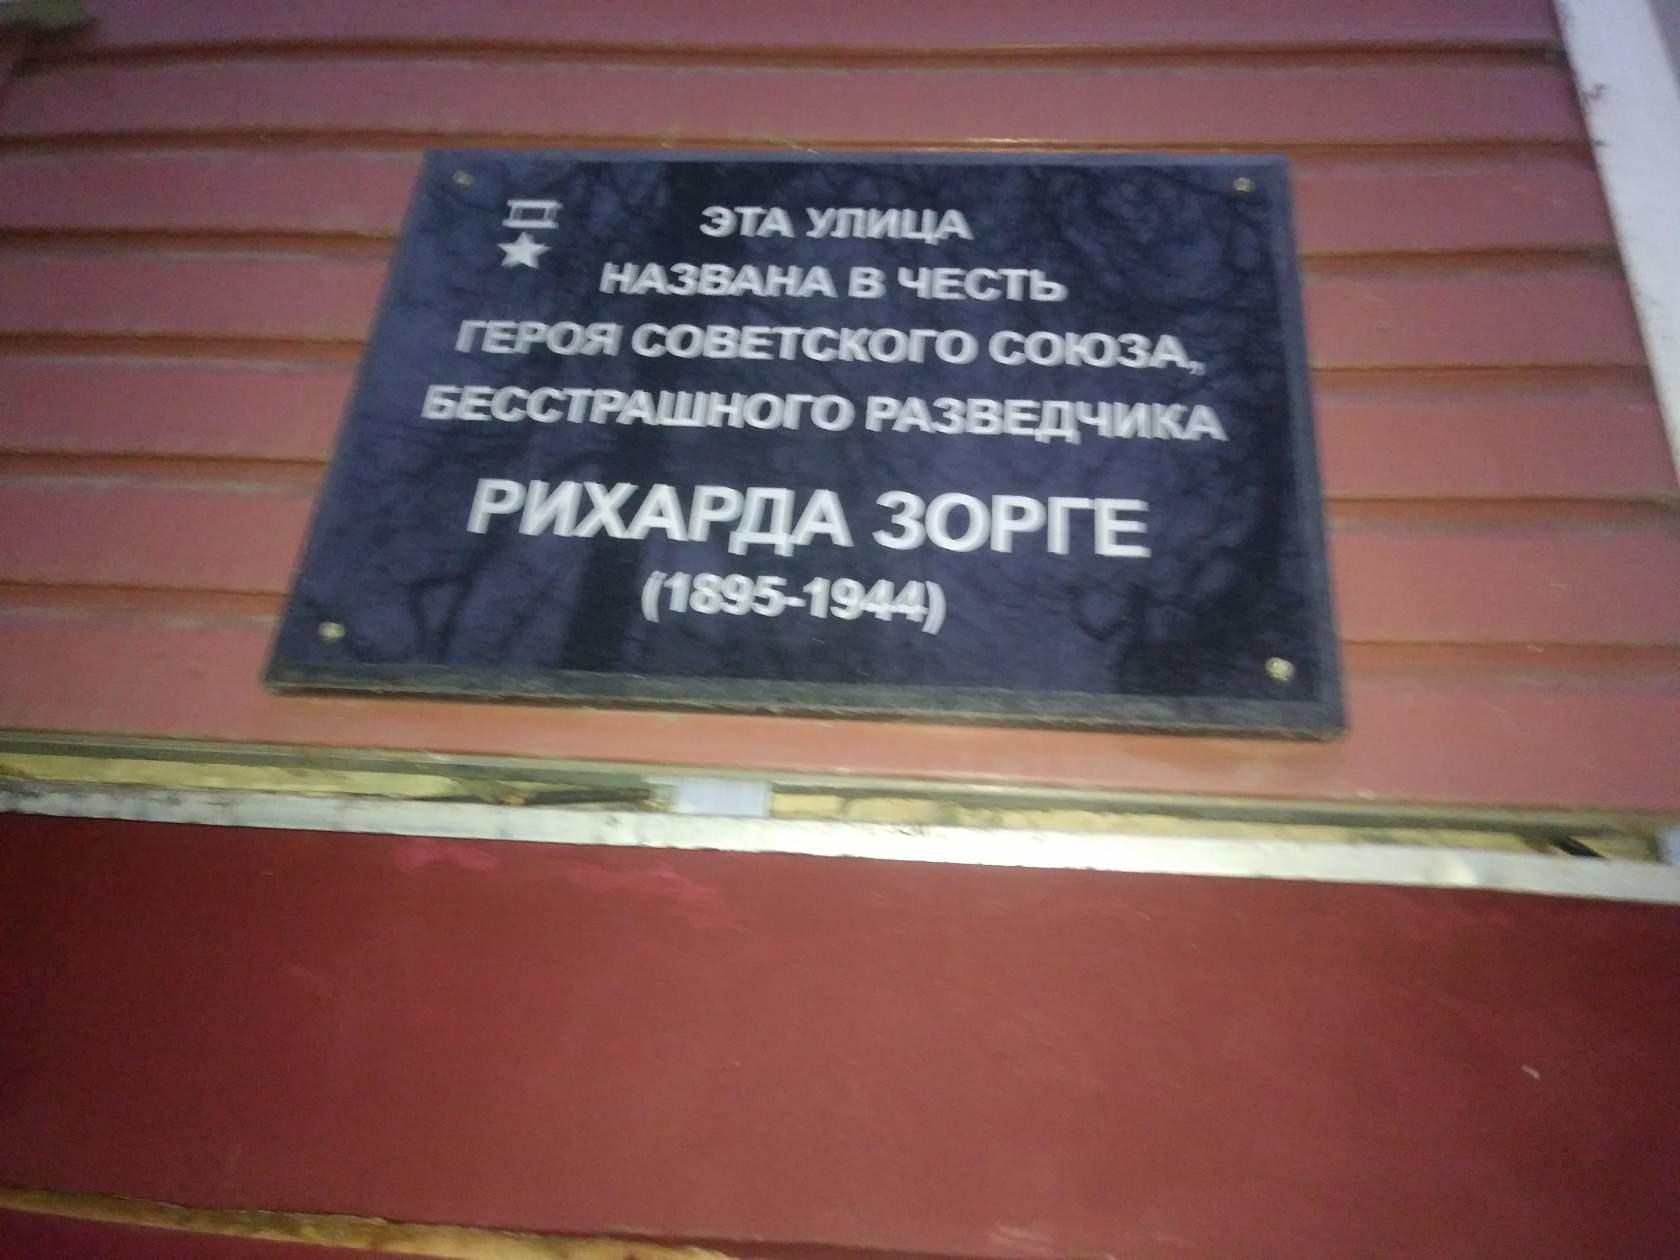 ЭТА УЛИЦА
НАЗВАНА В ЧЕСТЬ
ГЕРОЯ СОВЕТСКОГО СОЮЗА,
БЕССТРАШНОГО РАЗВЕДЧИКА
РИХАРДА ЗОРГЕ
(1895-1944)